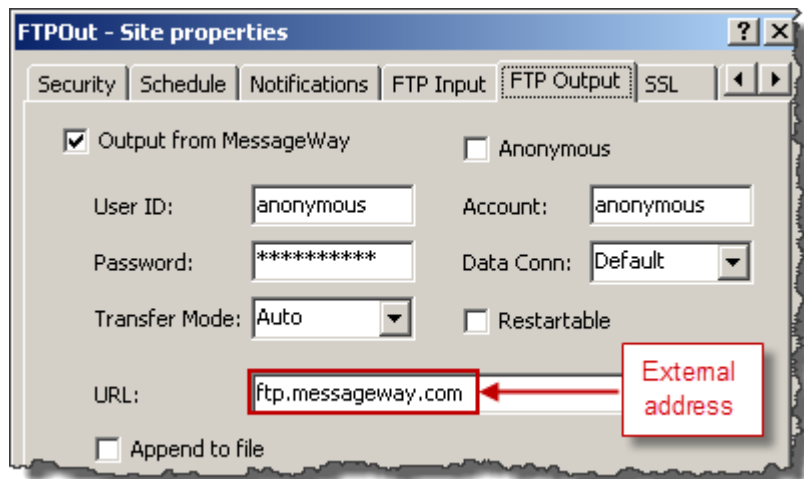 FTPOut - Site properties
Security Schedule Notifications FTP Input FTP Output SSL
Output from MessageWay Anonymous
User ID: anonymous Account: anonymous
Password: ********** Data Conn: Default
Transfer Mode: Auto Restartable
URL: ftp.messageway.com
External
address
Append to file